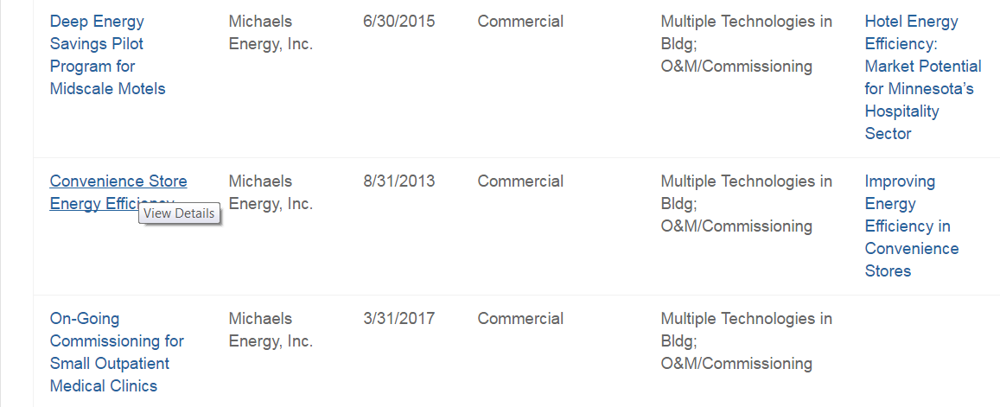 Deep Energy
Savings Pilot
Program for
Midscale Motels
Michaels
Energy, Inc.
6/30/2015
Commercial
Multiple Technologies in
Bldg;
O&M/Commissioning
Hotel Energy
Efficiency:
Market Potential
for Minnesota’s
Hospitality
Sector
Convenience Store
Energy Efficiency
View Details
Michaels
Energy, Inc.
8/31/2013
Commercial
Multiple Technologies in
Bldg;
O&M/Commissioning
Improving
Energy
Efficiency in
Convenience
Stores
On-Going
Commissioning for
Small Outpatient
Medical Clinics
Michaels
Energy, Inc.
3/31/2017
Commercial
Multiple Technologies in
Bldg;
O&M/Commissioning